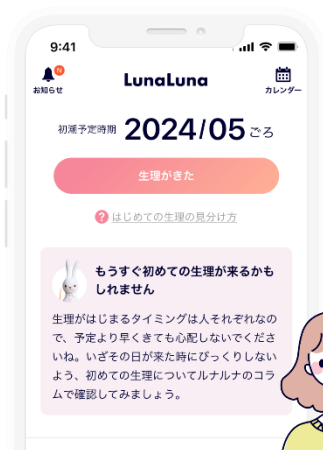 9:41
N
お知らせ
LunaLuna
カレンダー
初潮予定時期 2024/05ごろ
生理がきた
? はじめての生理の見分け方
もうすぐ初めての生理が来るかも
しれません
生理がはじまるタイミングは人それぞれなの
で、予定より早くきても心配しないでくださ
いね。いざその日が来た時にびっくりしない
よう、初めての生理についてルナルナのコラ
ムで確認してみましょう。